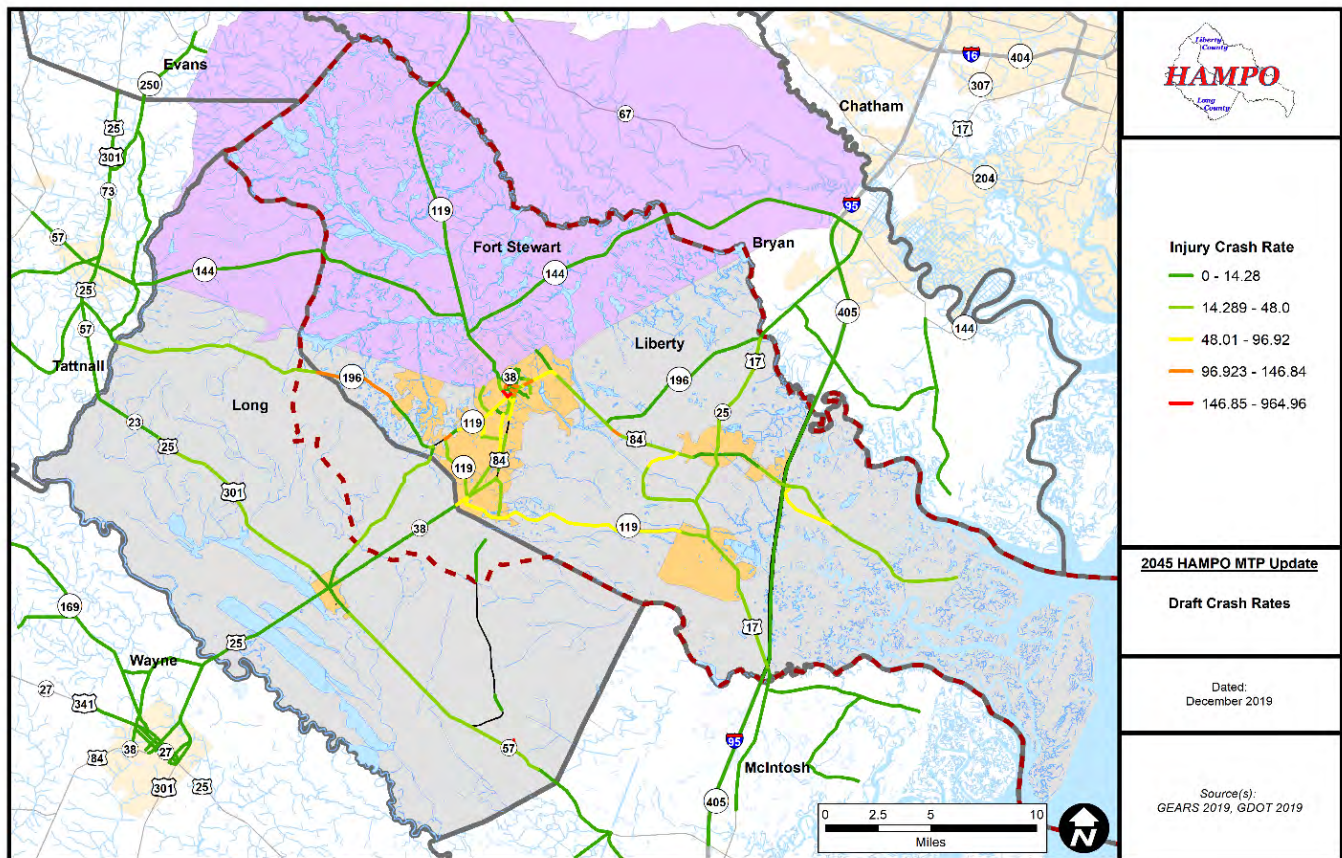 Evans
250
25
301
73
57
25
57
Tattnall
144
119
Fort Stewart
144
67
Chatham
16
404
307
17
204
95
Bryan
405
144
Liberty
17
196
25
84
38
196
119
119
84
Long
23
25
301
38
119
17
169
25
Wayne
27
341
84
38
27
301
25
57
95
McIntosh
405
0 2.5 5 10
Miles
N
Liberty
County
HAMPO
Long
County
Injury Crash Rate
0 - 14.28
14.289 - 48.0
48.01 - 96.92
96.923 - 146.84
146.85 - 964.96
2045 HAMPO MTP Update
Draft Crash Rates
Dated:
December 2019
Source(s):
GEARS 2019, GDOT 2019